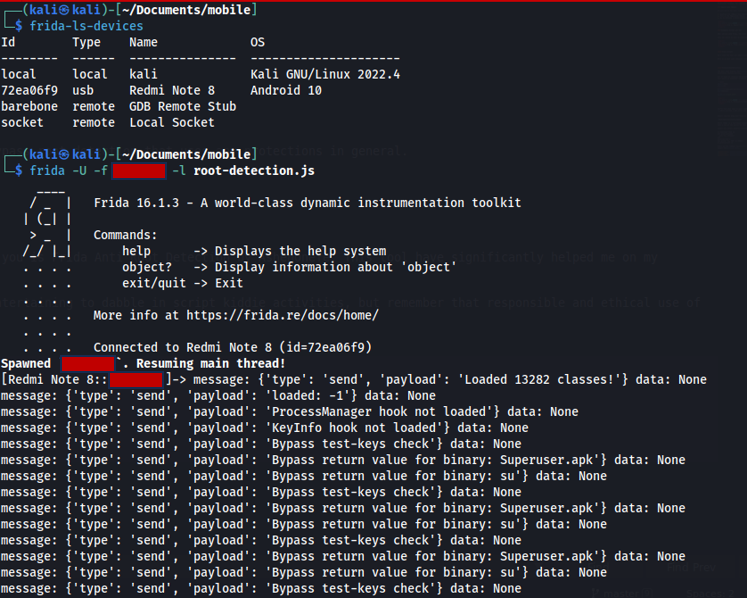 (kali㉿kali)-[~/Documents/mobile]
$ frida-ls-devices
Id        Type    Name             OS
--------  ------  ---------------  --------------------
local     local   kali             Kali GNU/Linux 2022.4
72ea06f9  usb     Redmi Note 8     Android 10
barebone  remote  GDB Remote Stub
socket    remote  Local Socket
(kali㉿kali)-[~/Documents/mobile]
$ frida -U -f -l root-detection.js
____
/ _  |   Frida 16.1.3 - A world-class dynamic instrumentation toolkit
| (_| |
> _  |   Commands:
/_/ |_|       help      -> Displays the help system
. . . .       object?   -> Display information about 'object'
. . . .       exit/quit -> Exit
. . . .
. . . .   More info at https://frida.re/docs/home/
. . . .
. . . .   Connected to Redmi Note 8 (id=72ea06f9)
Spawned `. Resuming main thread!
[Redmi Note 8:: ]-> message: {'type': 'send', 'payload': 'Loaded 13282 classes!'} data: None
message: {'type': 'send', 'payload': 'loaded: -1'} data: None
message: {'type': 'send', 'payload': 'ProcessManager hook not loaded'} data: None
message: {'type': 'send', 'payload': 'KeyInfo hook not loaded'} data: None
message: {'type': 'send', 'payload': 'Bypass test-keys check'} data: None
message: {'type': 'send', 'payload': 'Bypass return value for binary: Superuser.apk'} data: None
message: {'type': 'send', 'payload': 'Bypass return value for binary: su'} data: None
message: {'type': 'send', 'payload': 'Bypass test-keys check'} data: None
message: {'type': 'send', 'payload': 'Bypass return value for binary: Superuser.apk'} data: None
message: {'type': 'send', 'payload': 'Bypass return value for binary: su'} data: None
message: {'type': 'send', 'payload': 'Bypass test-keys check'} data: None
message: {'type': 'send', 'payload': 'Bypass return value for binary: Superuser.apk'} data: None
message: {'type': 'send', 'payload': 'Bypass return value for binary: su'} data: None
message: {'type': 'send', 'payload': 'Bypass test-keys check'} data: None